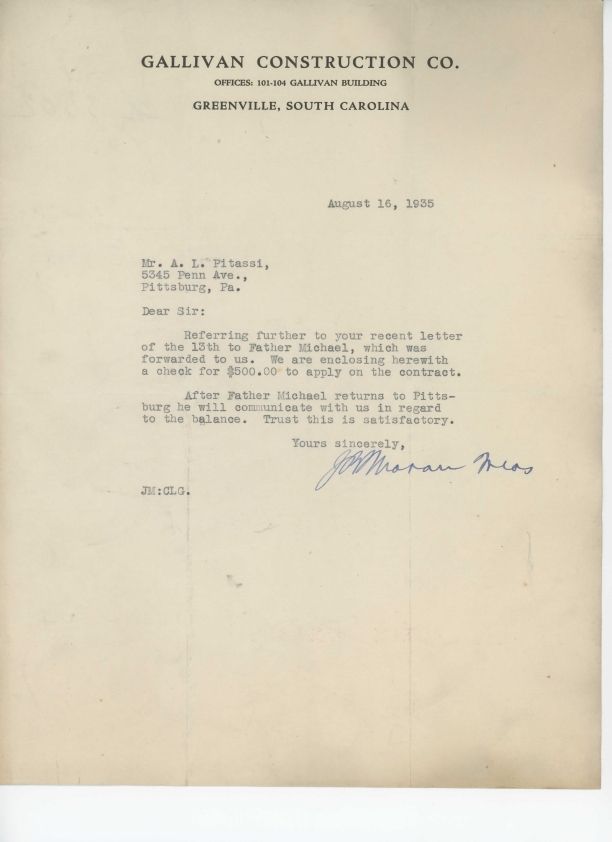 GALLIVAN CONSTRUCTION CO.
OFFICES: 101-104 GALLIVAN BUILDING
GREENVILLE, SOUTH CAROLINA
August 16, 1935
Mr. A. L. Pitassi,
5345 Penn Ave.,
Pittsburg, Pa.
Dear Sir:
Referring further to your recent letter
of the 13th to Father Michael, which was
forwarded to us. We are enclosing herewith
a check for $500.00 to apply on the contract.
After Father Michael returns to Pitts-
burg he will communicate with us in regard
to the balance. Trust this is satisfactory.
Yours sincerely,
JM:CLG.